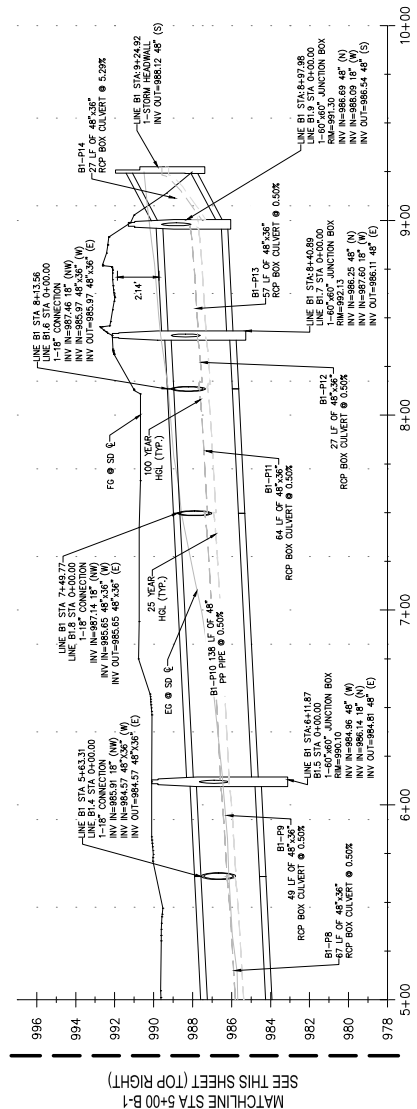 MATCHLINE STA 5+00 B-1
SEE THIS SHEET (TOP RIGHT)
996
994
992
990
988
986
984
982
980
978
5+00
6+00
7+00
8+00
9+00
10+00
LINE B1 STA 5+63.31
LINE B1.4 STA 0+00.00
1-18" CONNECTION
INV IN=985.91 18" (NW)
INV IN=984.57 48"X36" (W)
INV OUT=984.57 48"X36" (E)
LINE B1 STA 7+49.77
LINE B1.8 STA 0+00.00
1-18" CONNECTION
INV IN=987.14 18" (NW)
INV IN=985.65 48"x36" (W)
INV OUT=985.65 48"x36" (E)
LINE B1 STA 8+13.56
LINE B1.6 STA 0+00.00
1-18" CONNECTION
INV IN=987.46 18" (NW)
INV IN=985.97 48"x36" (W)
INV OUT=985.97 48"x36" (E)
FG @ SD ℄
100 YEAR
HGL (TYP.)
2.14'
B1-P14
27 LF OF 48"x36"
RCP BOX CULVERT @ 5.29%
LINE B1 STA:9+24.92
1-STORM HEADWALL
INV OUT=988.12 48" (S)
EG @ SD ℄
25 YEAR
HGL (TYP.)
B1-P10 138 LF OF 48"
PP PIPE @ 0.50%
B1-P8
67 LF OF 48"x36"
RCP BOX CULVERT @ 0.50%
B1-P9
49 LF OF 48"x36"
RCP BOX CULVERT @ 0.50%
LINE B1 STA:6+11.87
B1.5 STA 0+00.00
1-60"x60" JUNCTION BOX
RIM=990.10
INV IN=984.96 48" (W)
INV IN=986.14 18" (N)
INV OUT=984.81 48" (E)
B1-P11
64 LF OF 48"x36"
RCP BOX CULVERT @ 0.50%
B1-P12
27 LF OF 48"x36"
RCP BOX CULVERT @ 0.50%
B1-P13
57 LF OF 48"x36"
RCP BOX CULVERT @ 0.50%
LINE B1 STA:8+40.89
LINE B1.7 STA 0+00.00
1-60"x60" JUNCTION BOX
RIM=992.13
INV IN=986.25 48" (N)
INV IN=987.60 18" (W)
INV OUT=986.11 48" (E)
LINE B1 STA:8+97.98
LINE B1.9 STA 0+00.00
1-60"x60" JUNCTION BOX
RIM=991.30
INV IN=986.69 48" (N)
INV IN=988.09 18" (W)
INV OUT=986.54 48" (S)